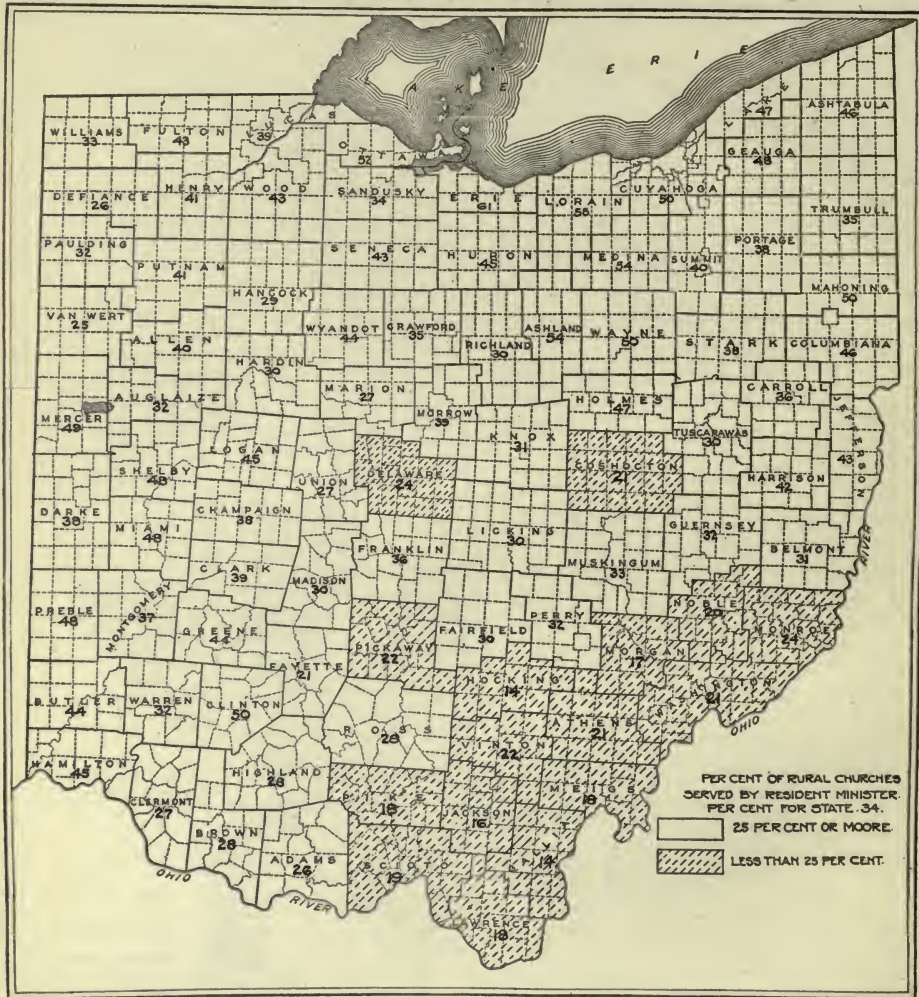 LAKE ERIE
WILLIAMS
33
FULTON
43
LUCAS
39
OTTAWA
52
LAKE
47
ASHTABULA
46
GEAUGA
48
DEFIANCE
26
HENRY
41
WOOD
43
SANDUSKY
34
ERIE
61
LORAIN
55
CUYAHOGA
50
TRUMBULL
35
PAULDING
32
PUTNAM
41
SENECA
43
HURON
45
MEDINA
54
SUMMIT
40
PORTAGE
38
MAHONING
50
HANCOCK
29
VAN WERT
25
ALLEN
40
WYANDOT
44
CRAWFORD
35
RICHLAND
30
ASHLAND
54
WAYNE
50
STARK
38
COLUMBIANA
46
HARDIN
30
MARION
27
MORROW
39
HOLMES
47
CARROLL
36
MERCER
49
AUGLAIZE
32
LOGAN
45
UNION
27
DELAWARE
24
KNOX
31
COSHOCTON
21
TUSCARAWAS
30
JEFFERSON
43
HARRISON
42
SHELBY
48
DARKE
38
MIAMI
48
CHAMPAIGN
38
CLARK
39
MADISON
30
FRANKLIN
36
LICKING
30
MUSKINGUM
33
GUERNSEY
32
BELMONT
31
RIVER
PREBLE
48
MONTGOMERY
37
GREENE
44
FAYETTE
21
PICKAWAY
22
FAIRFIELD
30
PERRY
32
MORGAN
17
NOBLE
20
MONROE
24
HOCKING
14
WASHINGTON
21
OHIO
BUTLER
44
WARREN
32
CLINTON
50
ROSS
28
VINTON
22
ATHENS
21
HAMILTON
45
CLERMONT
27
HIGHLAND
28
PIKE
18
JACKSON
16
MEIGS
18
BROWN
28
ADAMS
26
SCIOTO
19
14
LAWRENCE
18
OHIO
RIVER
PER CENT OF RURAL CHURCHES
SERVED BY RESIDENT MINISTER.
PER CENT FOR STATE. 34.
25 PER CENT OR MOORE.
LESS THAN 25 PER CENT.